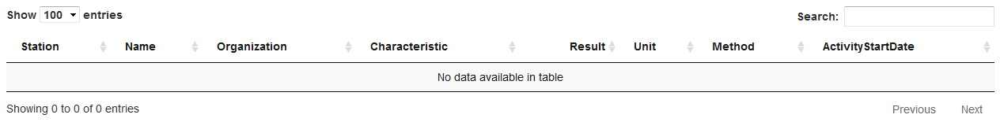 Show 100 entries
Search:
Station Name Organization Characteristic Result Unit Method ActivityStartDate
No data available in table
Showing 0 to 0 of 0 entries
Previous Next